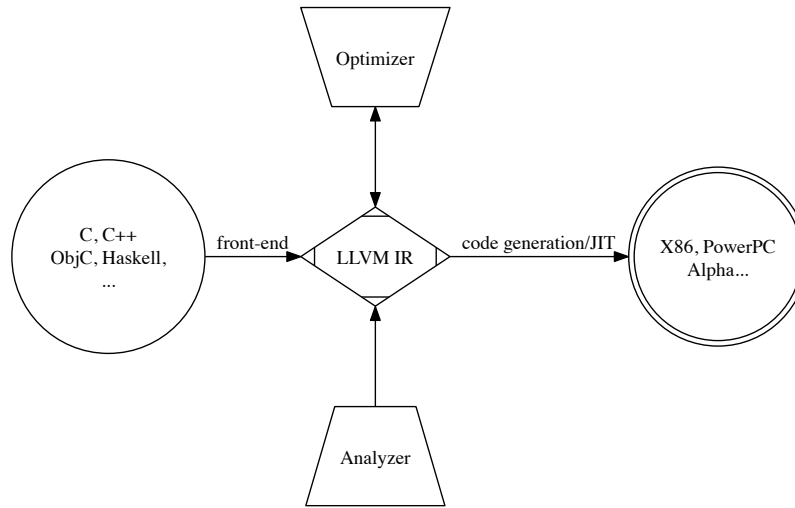 Optimizer
C, C++
ObjC, Haskell,
...
front-end
LLVM IR
code generation/JIT
X86, PowerPC
Alpha...
Analyzer